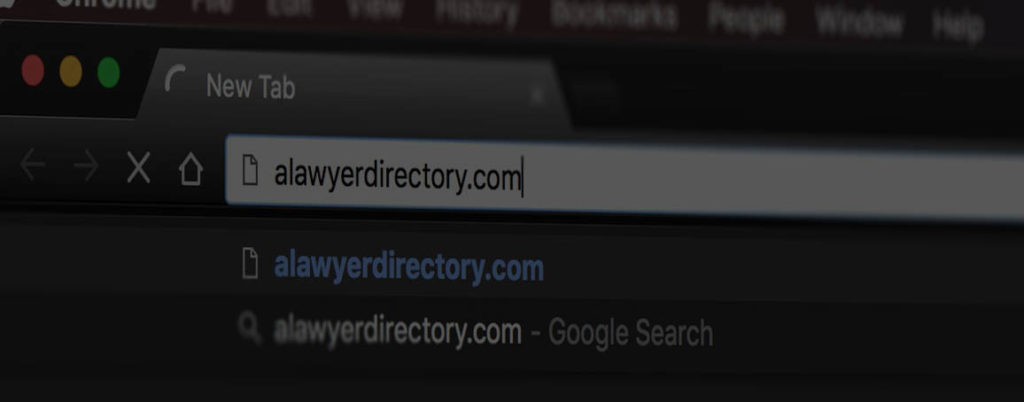 Chrome File Edit View History Bookmarks People Window Help
New Tab
alawyerdirectory.com
alawyerdirectory.com
alawyerdirectory.com - Google Search